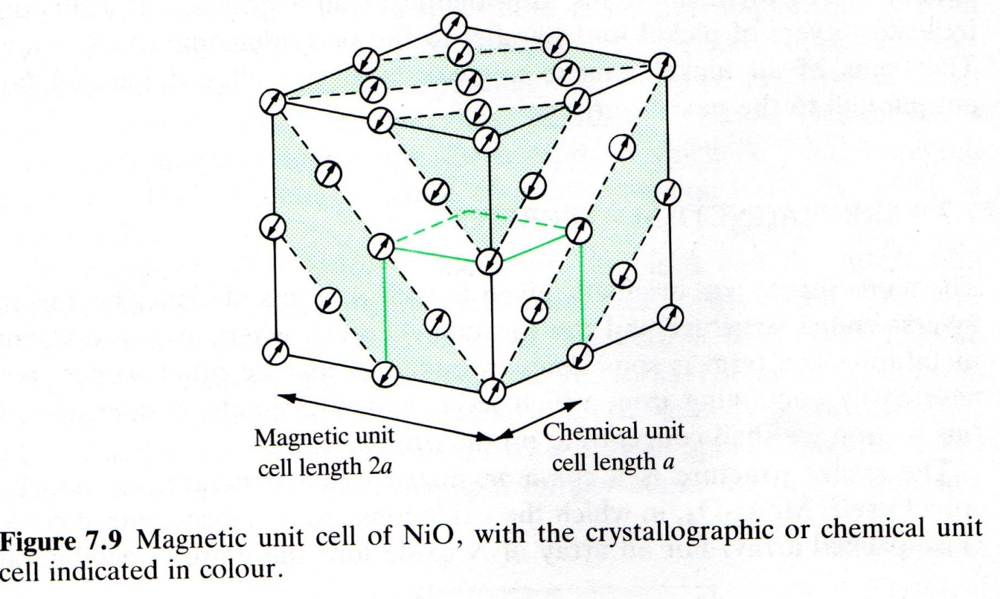 Magnetic unit
cell length 2a
Chemical unit
cell length a
Figure 7.9 Magnetic unit cell of NiO, with the crystallographic or chemical unit
cell indicated in colour.